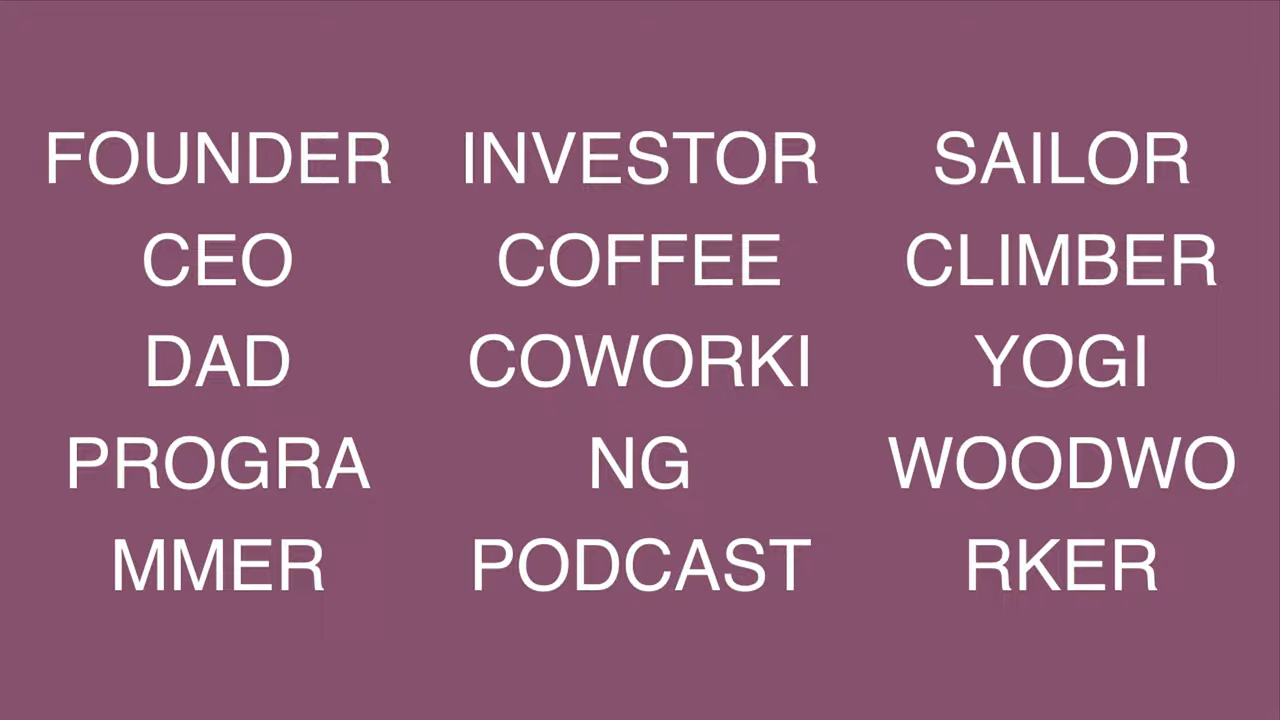 FOUNDER
CEO
DAD
PROGRA
MMER
INVESTOR
COFFEE
COWORKI
NG
PODCAST
SAILOR
CLIMBER
YOGI
WOODWO
RKER